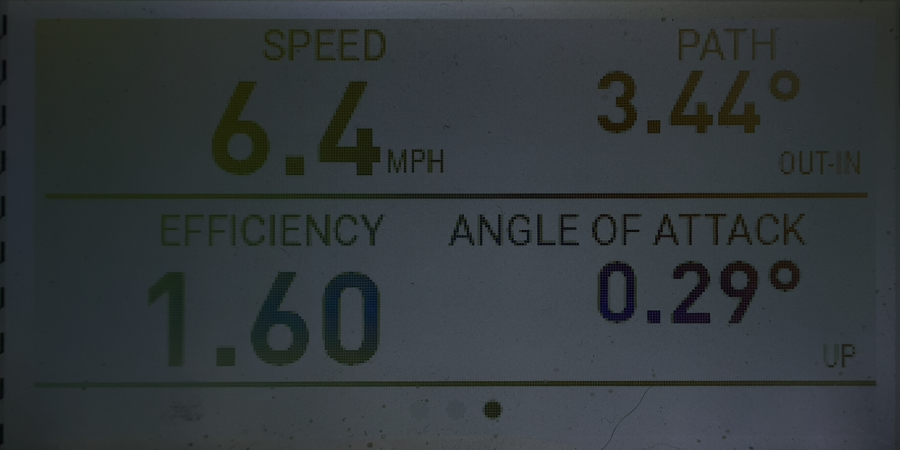 SPEED
6.4 MPH
PATH
3.44°
OUT-IN
EFFICIENCY
1.60
ANGLE OF ATTACK
0.29°
UP